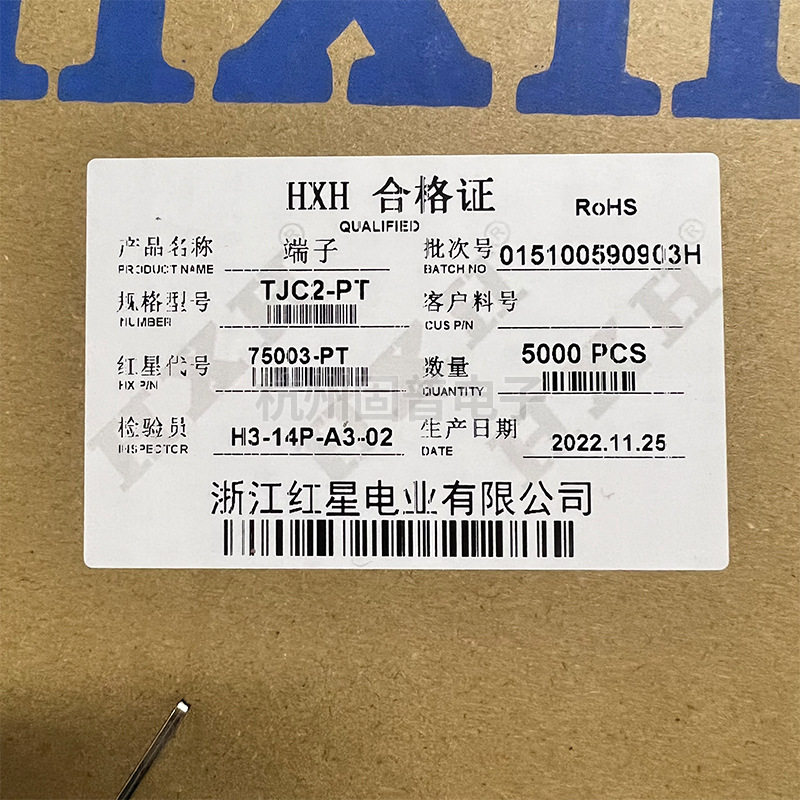 HXH
HXH 合格证
RoHS
QUALIFIED
产品名称 端子 批次号 015100590903H
PRODUCT NAME BATCH NO
规格型号 TJC2-PT 客户料号
NUMBER CUS P/N
红星代号 75003-PT 数量 5000 PCS
HX P/N QUANTITY
杭州固普电子
检验员 H3-14P-A3-02 生产日期 2022.11.25
INSPECTOR DATE
浙江红星电业有限公司